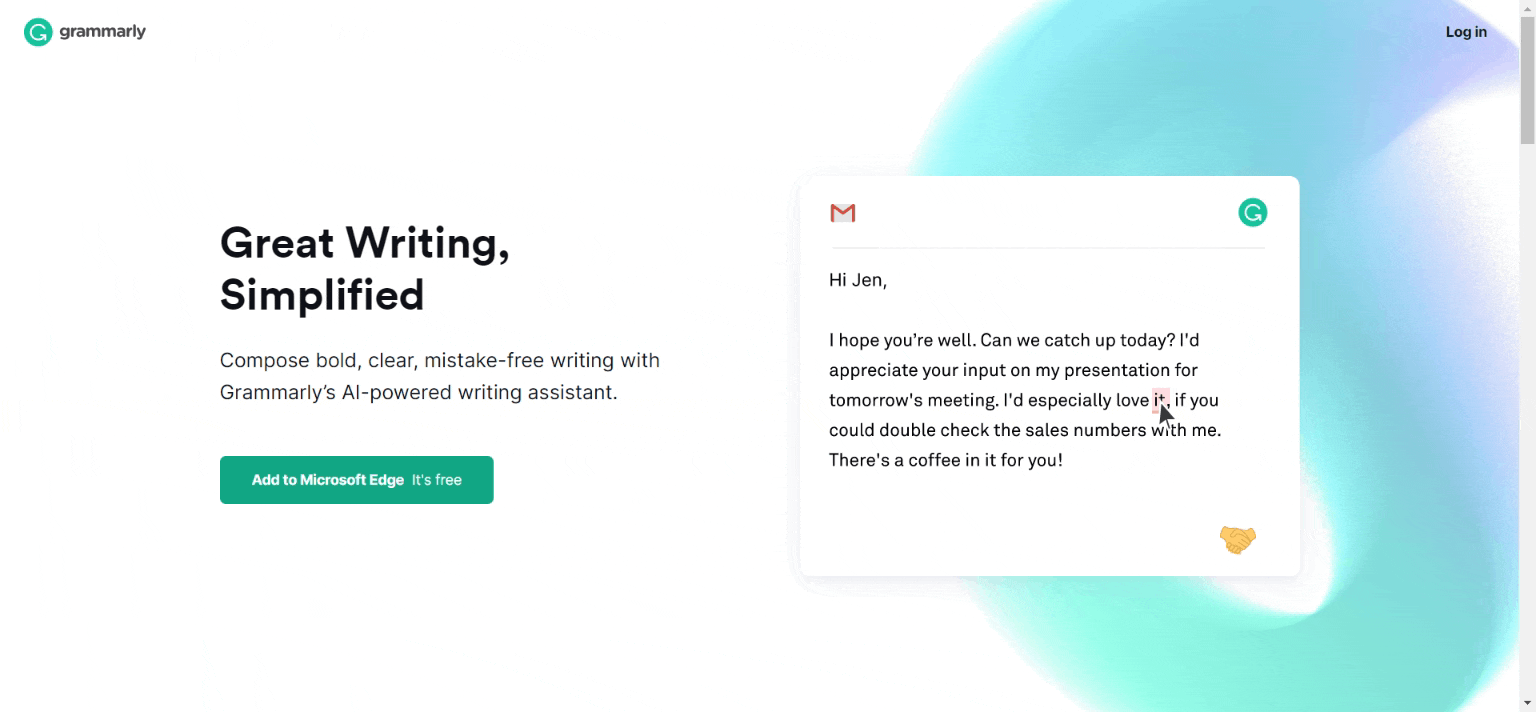 grammarly
Log in
Great Writing,
Simplified
Compose bold, clear, mistake-free writing with
Grammarly’s AI-powered writing assistant.
Add to Microsoft Edge It's free
Hi Jen,
I hope you’re well. Can we catch up today? I'd
appreciate your input on my presentation for
tomorrow's meeting. I'd especially love it, if you
could double check the sales numbers with me.
There's a coffee in it for you!